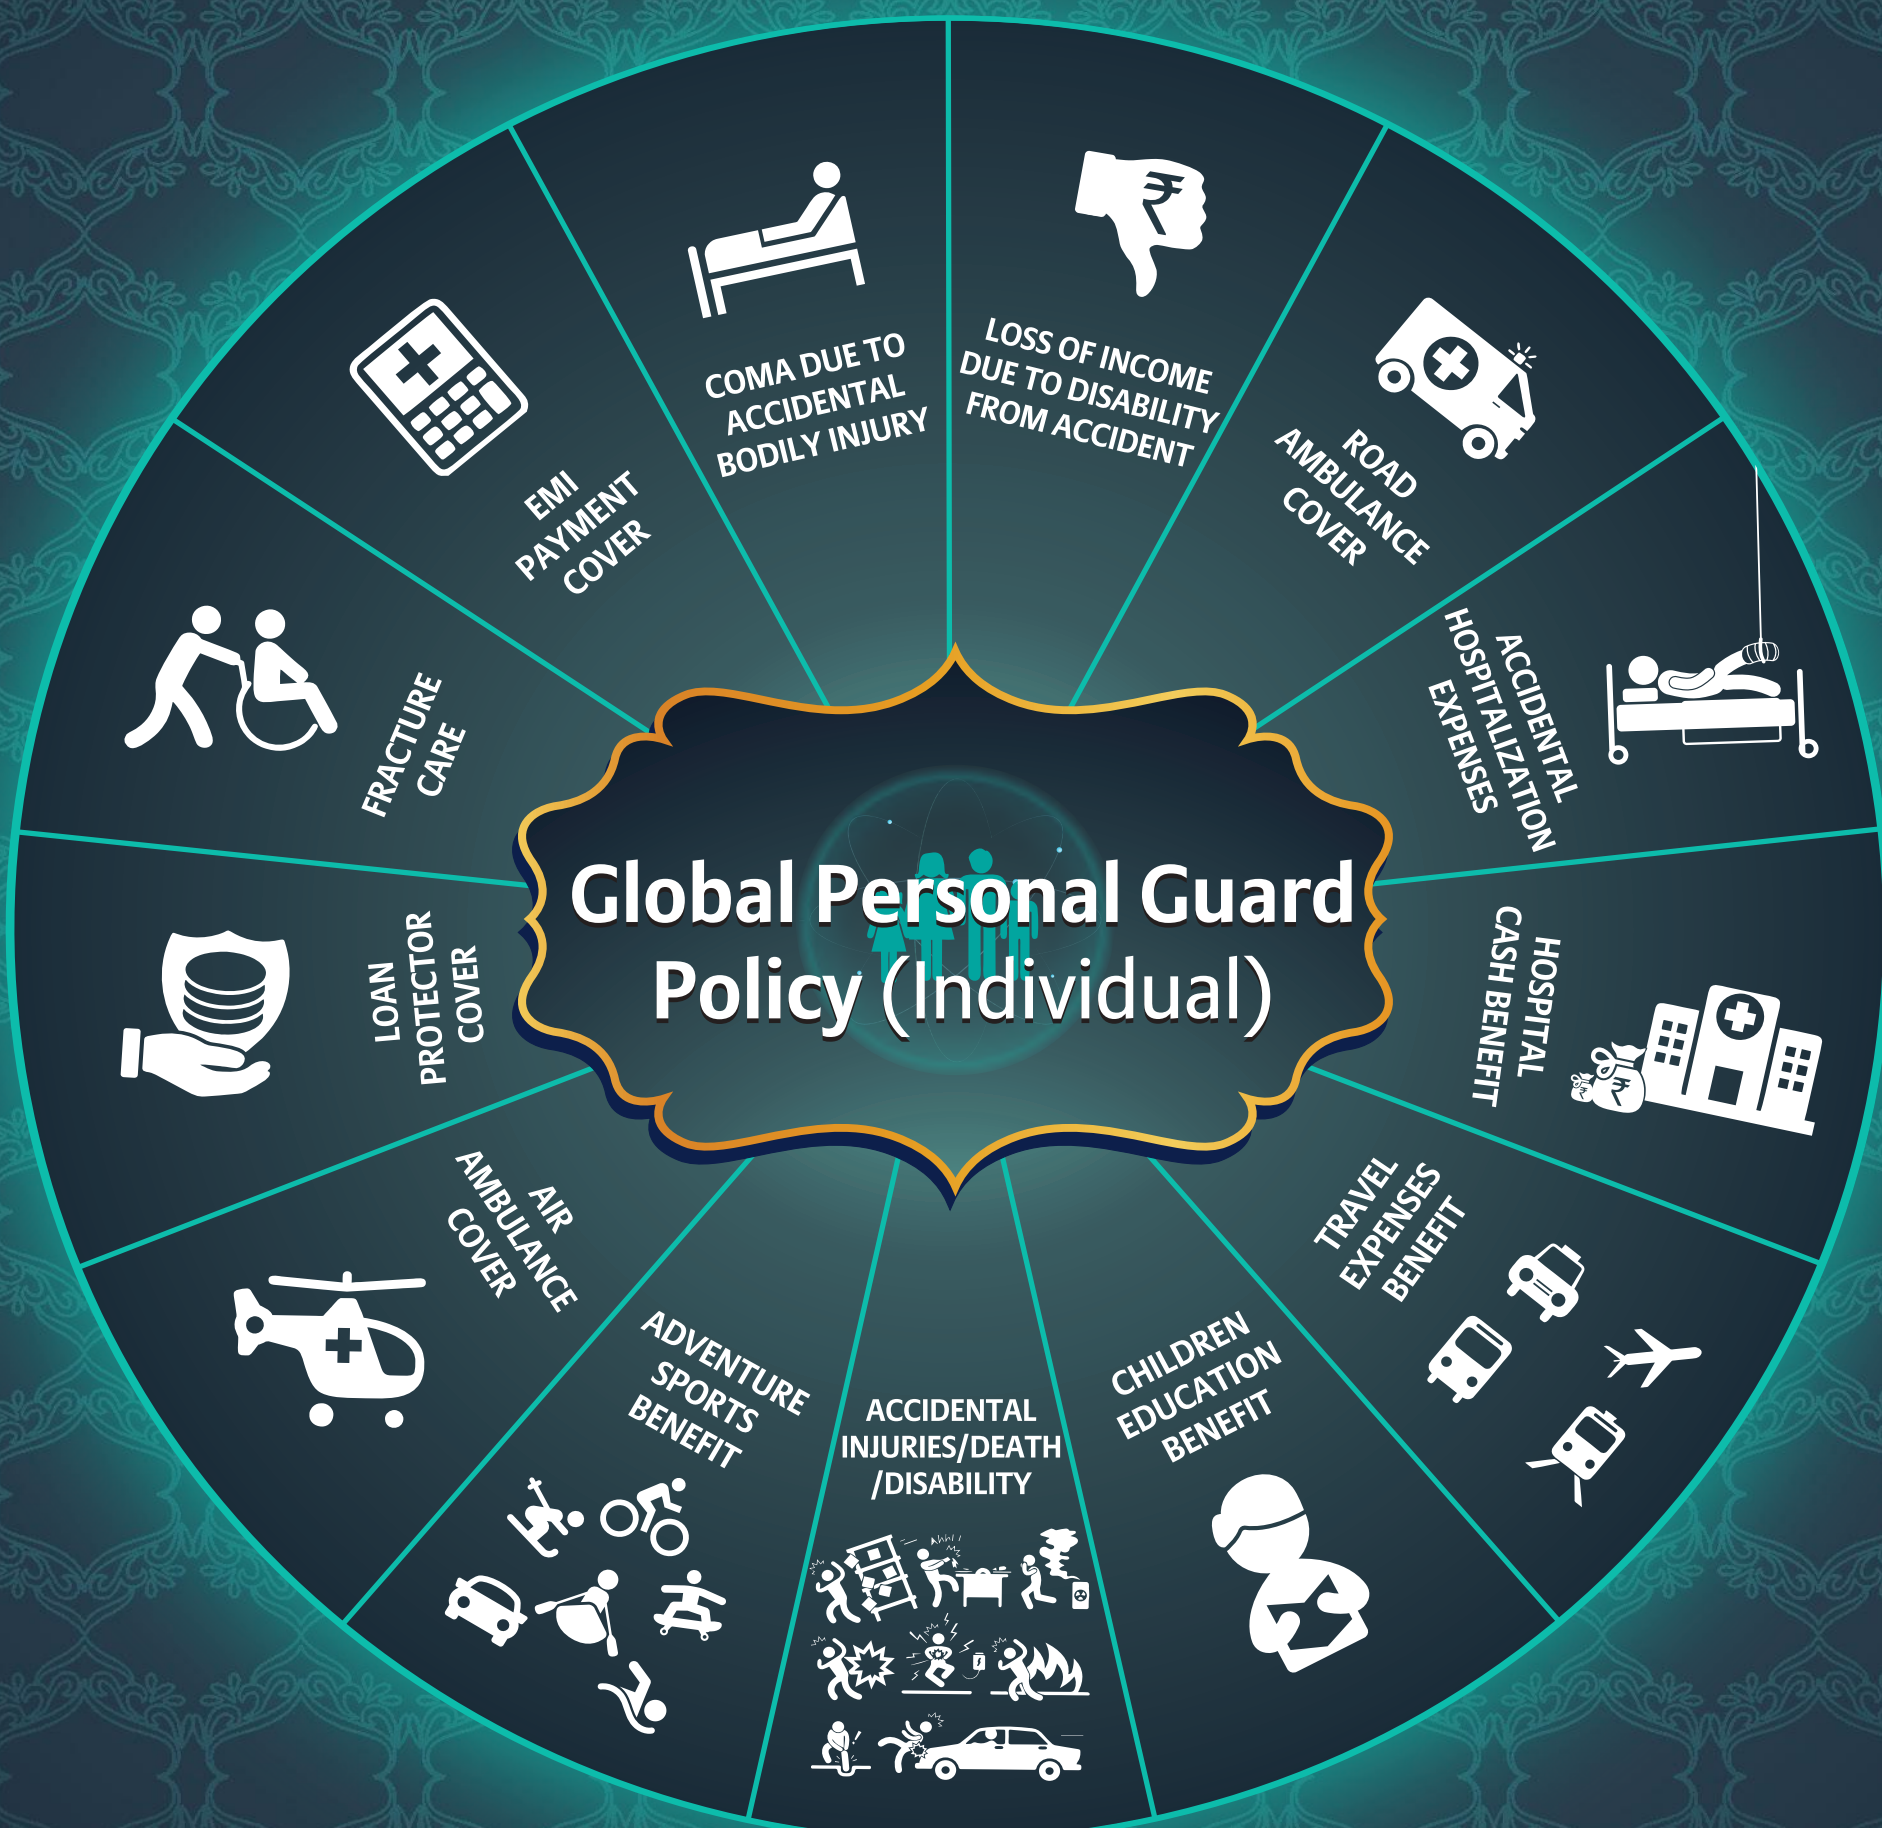 COMA DUE TO
ACCIDENTAL
BODILY INJURY
LOSS OF INCOME
DUE TO DISABILITY
FROM ACCIDENT
ROAD
AMBULANCE
COVER
ACCIDENTAL
HOSPITALIZATION
EXPENSES
HOSPITAL
CASH BENEFIT
TRAVEL
EXPENSES
BENEFIT
CHILDREN
EDUCATION
BENEFIT
ACCIDENTAL
INJURIES/DEATH
/DISABILITY
ADVENTURE
SPORTS
BENEFIT
AIR
AMBULANCE
COVER
LOAN
PROTECTOR
COVER
FRACTURE
CARE
EMI
PAYMENT
COVER
Global Personal Guard
Policy (Individual)